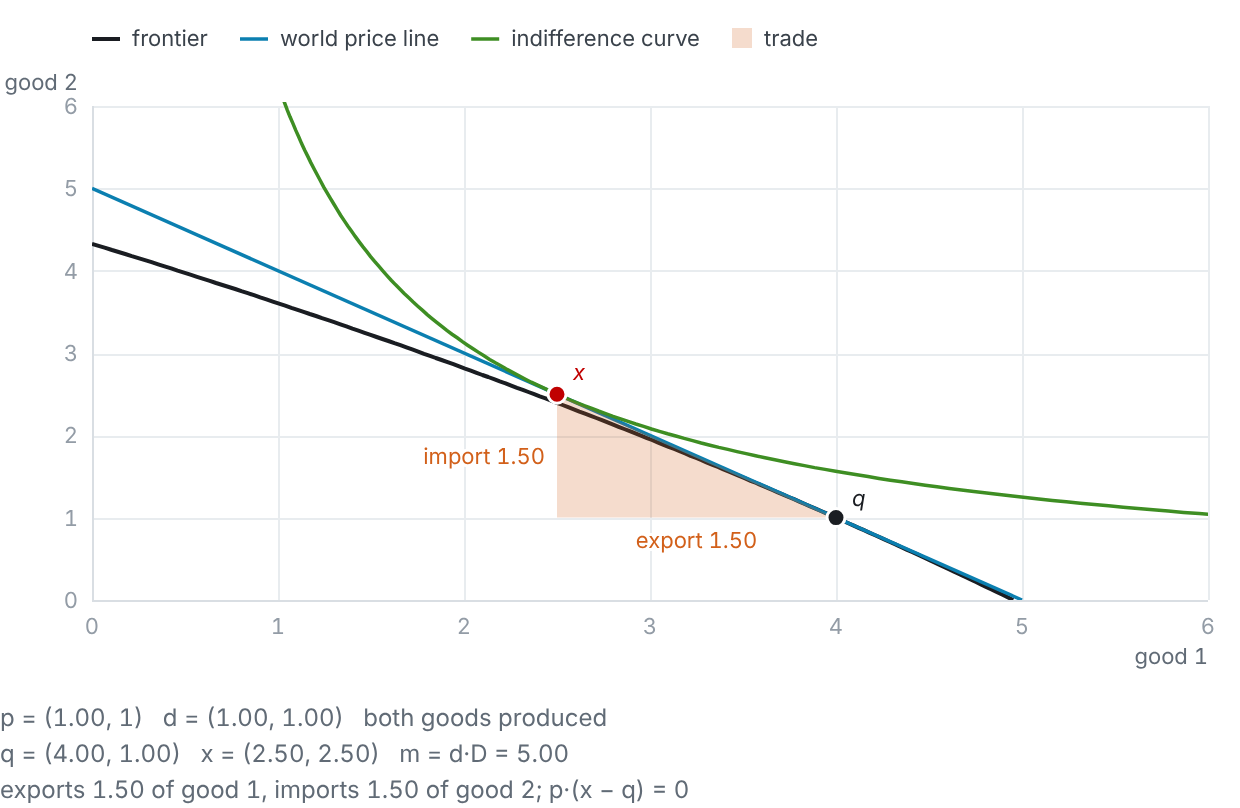 frontier world price line indifference curve trade
good 2
6
5
4
3
2
1
0
x
import 1.50
q
export 1.50
0 1 2 3 4 5 6
good 1
p = (1.00, 1) d = (1.00, 1.00) both goods produced
q = (4.00, 1.00) x = (2.50, 2.50) m = d·D = 5.00
exports 1.50 of good 1, imports 1.50 of good 2; p·(x − q) = 0